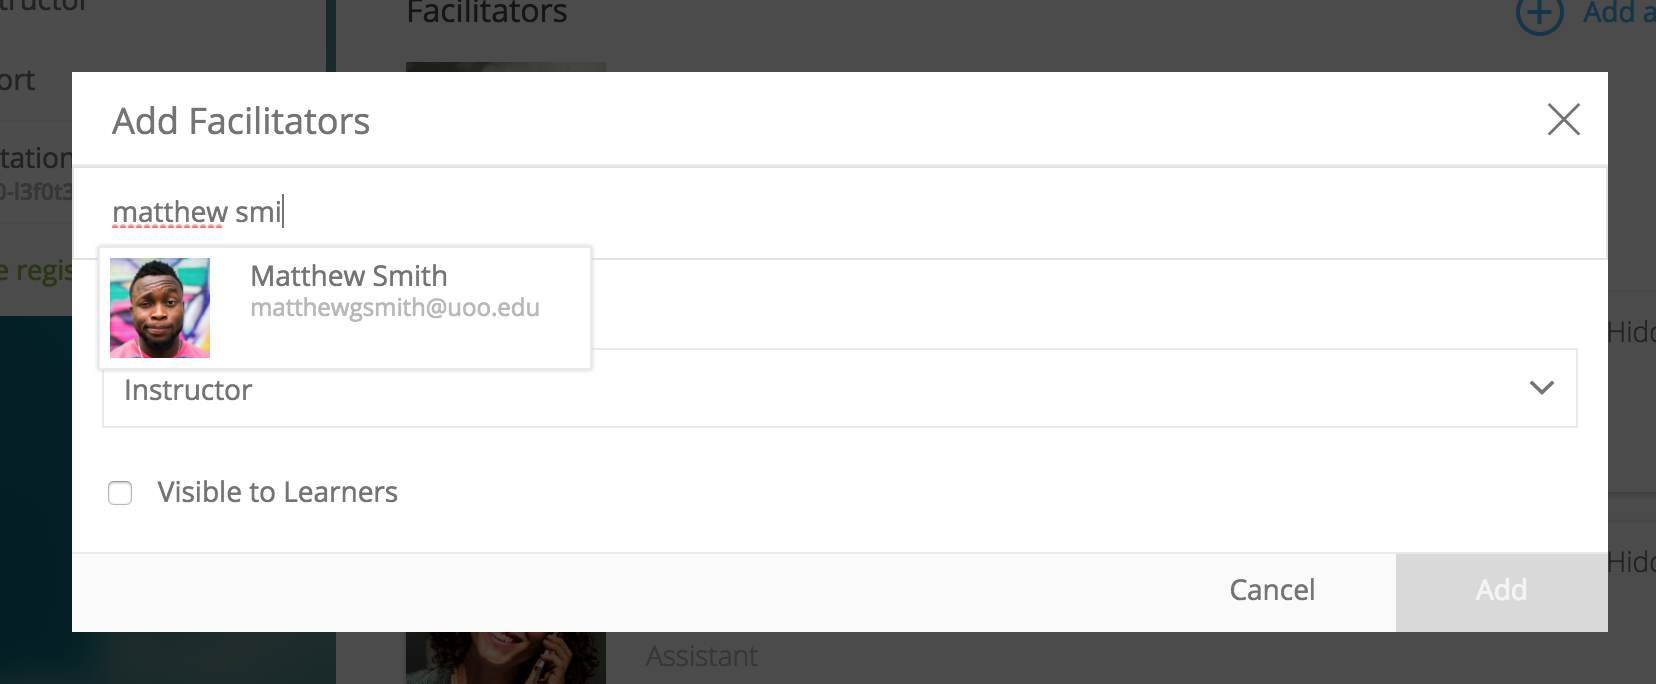 Facilitators
Add a
ort
Add Facilitators
tation
0-l3f0t3
matthew smi
e regis
Matthew Smith
matthewgsmith@uoo.edu
Hidd
Instructor
Visible to Learners
Hidd
Cancel
Add
Assistant